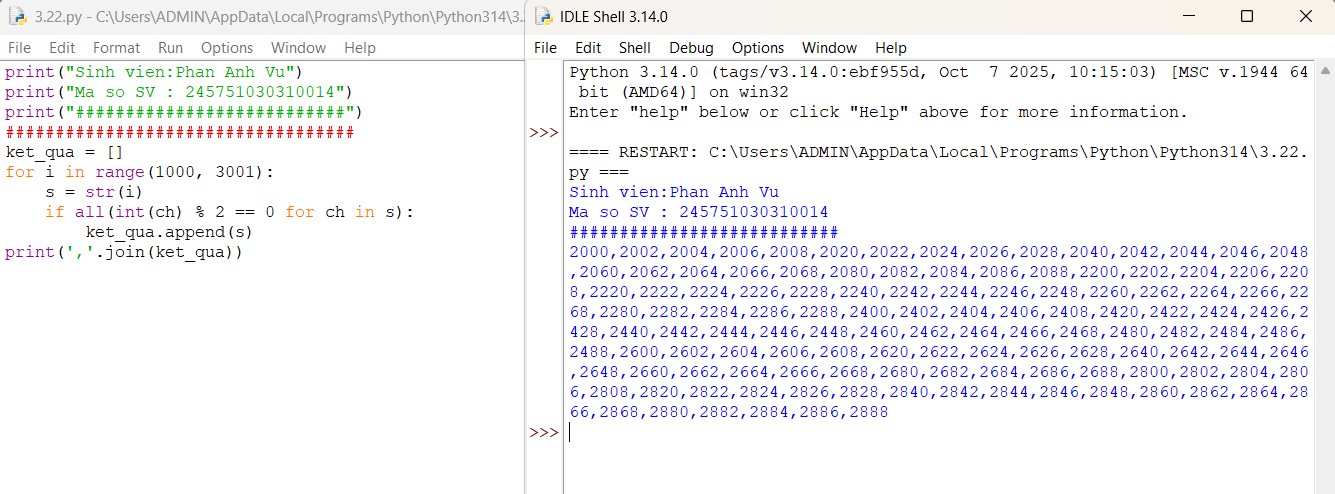 3.22.py - C:\Users\ADMIN\AppData\Local\Programs\Python\Python314\3.
File Edit Format Run Options Window Help
print("Sinh vien:Phan Anh Vu")
print("Ma so SV : 245751030310014")
print("###########################")
###################################
ket_qua = []
for i in range(1000, 3001):
    s = str(i)
    if all(int(ch) % 2 == 0 for ch in s):
        ket_qua.append(s)
print(','.join(ket_qua))
IDLE Shell 3.14.0
File Edit Shell Debug Options Window Help
Python 3.14.0 (tags/v3.14.0:ebf955d, Oct  7 2025, 10:15:03) [MSC v.1944 64
 bit (AMD64)] on win32
Enter "help" below or click "Help" above for more information.
>>>
==== RESTART: C:\Users\ADMIN\AppData\Local\Programs\Python\Python314\3.22.
py ===
Sinh vien:Phan Anh Vu
Ma so SV : 245751030310014
###########################
2000,2002,2004,2006,2008,2020,2022,2024,2026,2028,2040,2042,2044,2046,2048
,2060,2062,2064,2066,2068,2080,2082,2084,2086,2088,2200,2202,2204,2206,220
8,2220,2222,2224,2226,2228,2240,2242,2244,2246,2248,2260,2262,2264,2266,22
68,2280,2282,2284,2286,2288,2400,2402,2404,2406,2408,2420,2422,2424,2426,2
428,2440,2442,2444,2446,2448,2460,2462,2464,2466,2468,2480,2482,2484,2486,
2488,2600,2602,2604,2606,2608,2620,2622,2624,2626,2628,2640,2642,2644,2646
,2648,2660,2662,2664,2666,2668,2680,2682,2684,2686,2688,2800,2802,2804,280
6,2808,2820,2822,2824,2826,2828,2840,2842,2844,2846,2848,2860,2862,2864,28
66,2868,2880,2882,2884,2886,2888
>>>